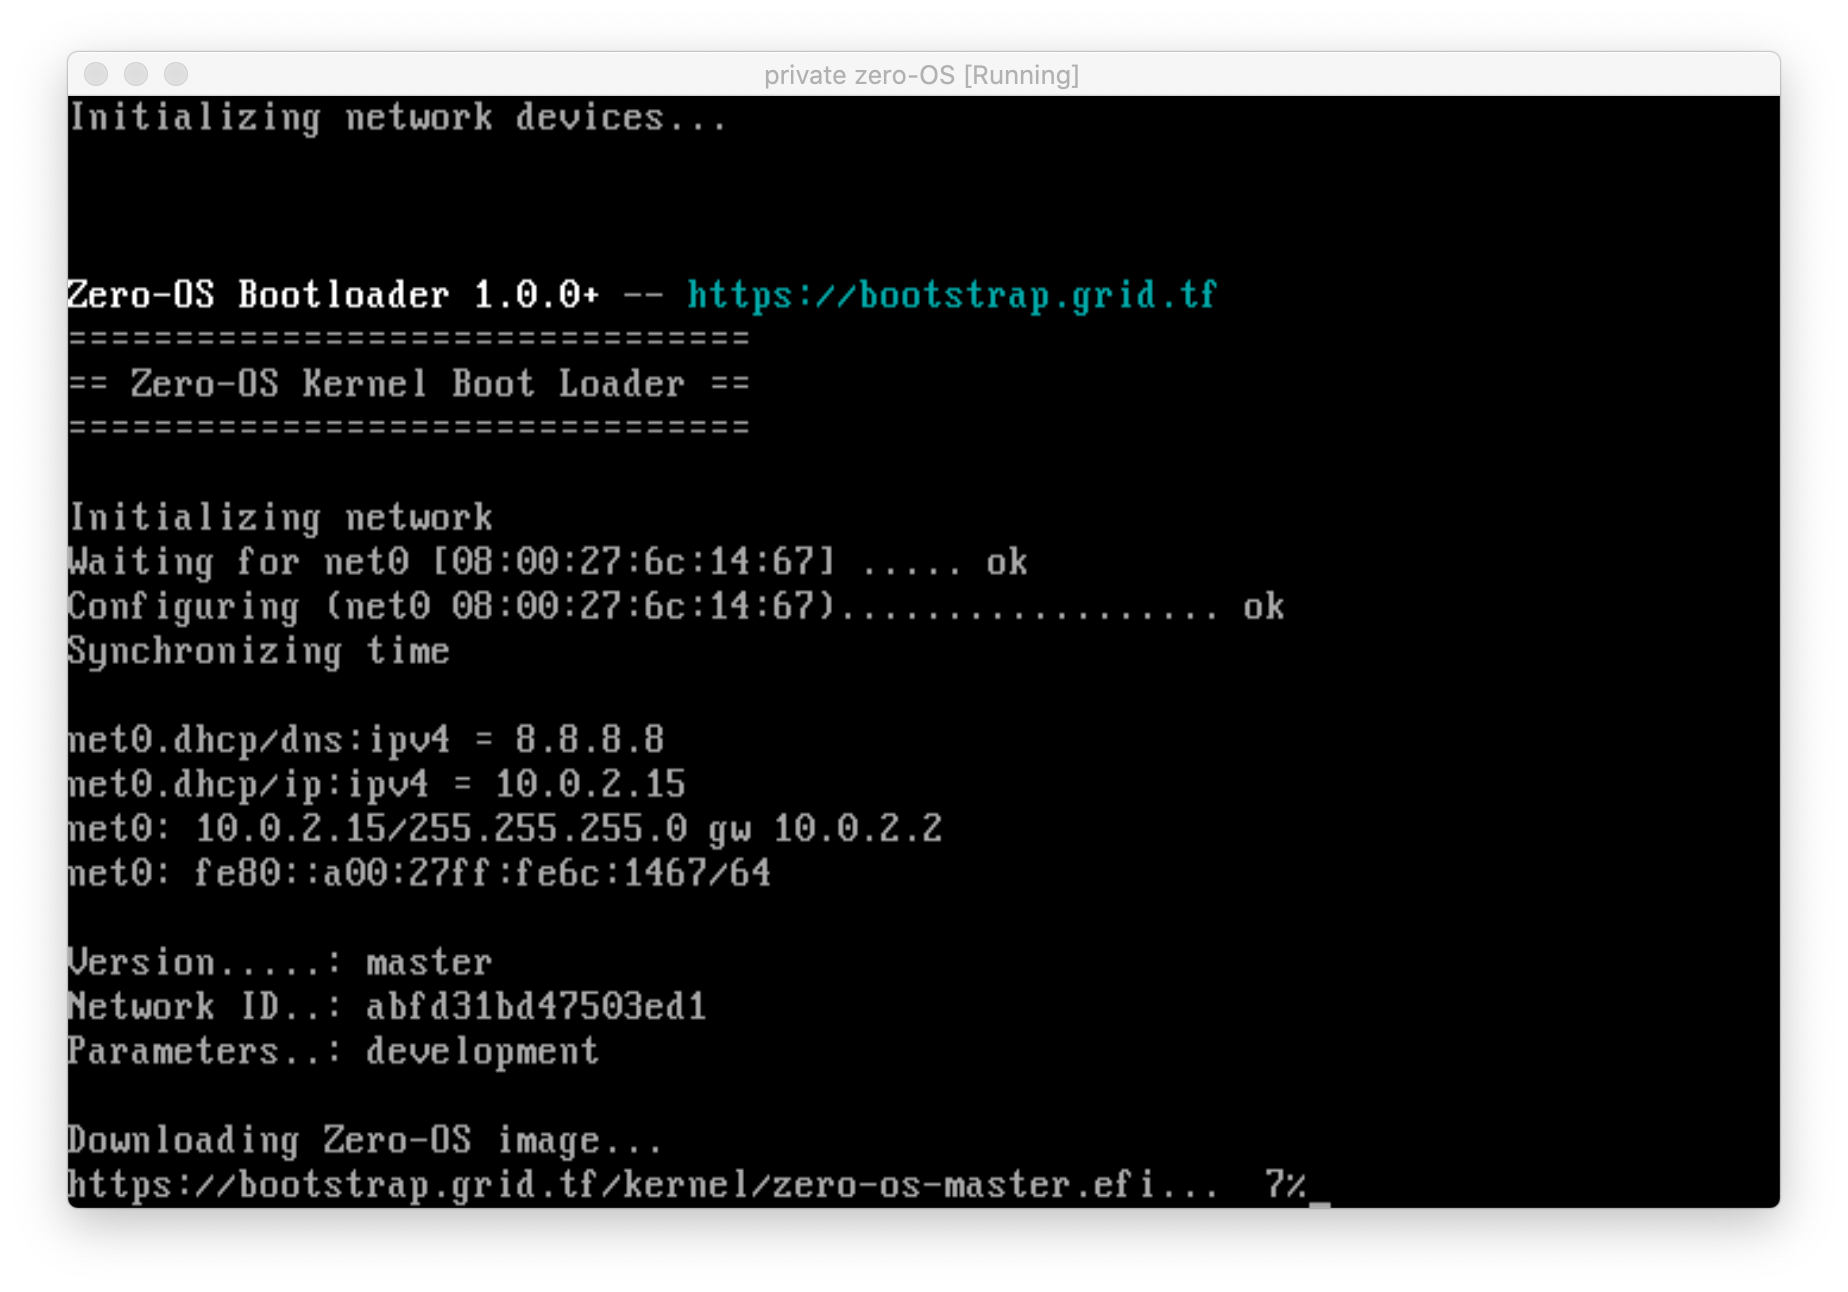 private zero-OS [Running]
Initializing network devices...
Zero-OS Bootloader 1.0.0+ -- https://bootstrap.grid.tf
================================
== Zero-OS Kernel Boot Loader ==
================================
Initializing network
Waiting for net0 [08:00:27:6c:14:67] ..... ok
Configuring (net0 08:00:27:6c:14:67).................. ok
Synchronizing time
net0.dhcp/dns:ipv4 = 8.8.8.8
net0.dhcp/ip:ipv4 = 10.0.2.15
net0: 10.0.2.15/255.255.255.0 gw 10.0.2.2
net0: fe80::a00:27ff:fe6c:1467/64
Version.....: master
Network ID..: abfd31bd47503ed1
Parameters..: development
Downloading Zero-OS image...
https://bootstrap.grid.tf/kernel/zero-os-master.efi...  7%_